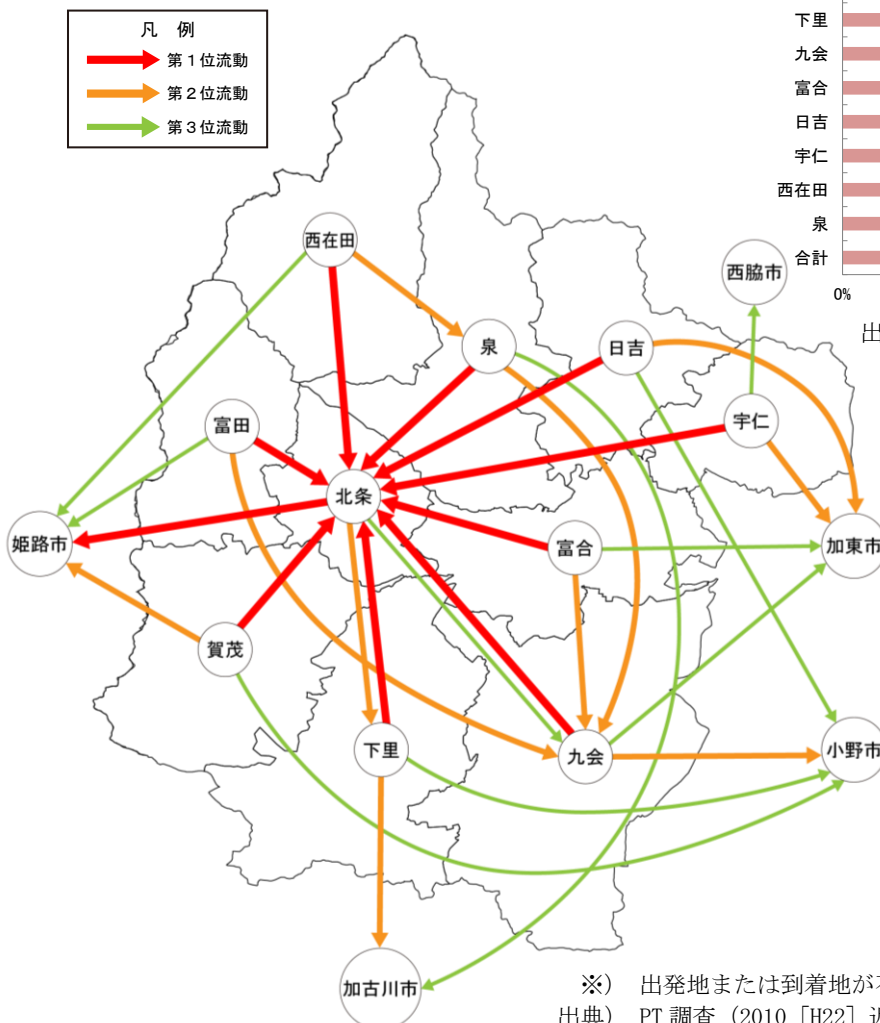 凡 例
第1位流動
第2位流動
第3位流動
下里
九会
富合
日吉
宇仁
西在田
泉
合計
0%
出
西在田
西脇市
泉
日吉
宇仁
富田
北条
姫路市
富合
加東市
賀茂
下里
九会
小野市
加古川市
※) 出発地または到着地が
出典) PT 調査(2010[H22]